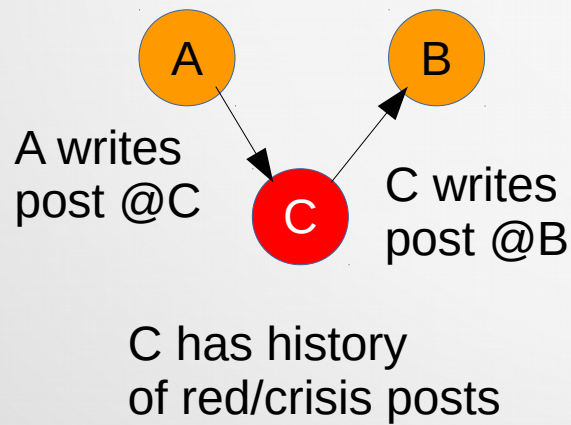 A
B
A writes
post @C
C
C writes
post @B
C has history
of red/crisis posts